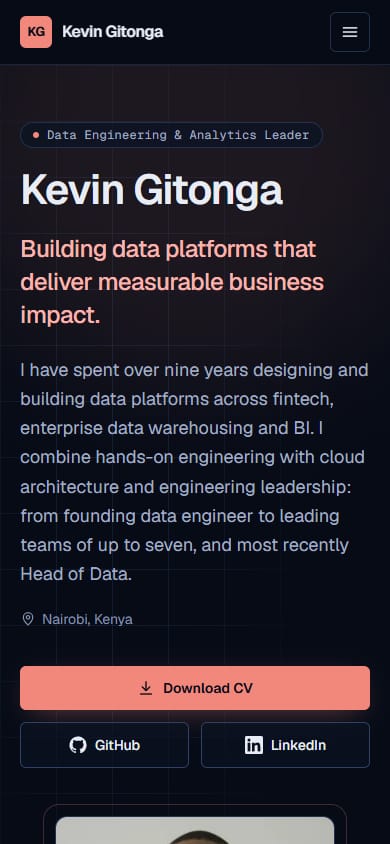 KG Kevin Gitonga
Data Engineering & Analytics Leader
Kevin Gitonga
Building data platforms that
deliver measurable business
impact.
I have spent over nine years designing and
building data platforms across fintech,
enterprise data warehousing and BI. I
combine hands-on engineering with cloud
architecture and engineering leadership:
from founding data engineer to leading
teams of up to seven, and most recently
Head of Data.
Nairobi, Kenya
Download CV
GitHub LinkedIn